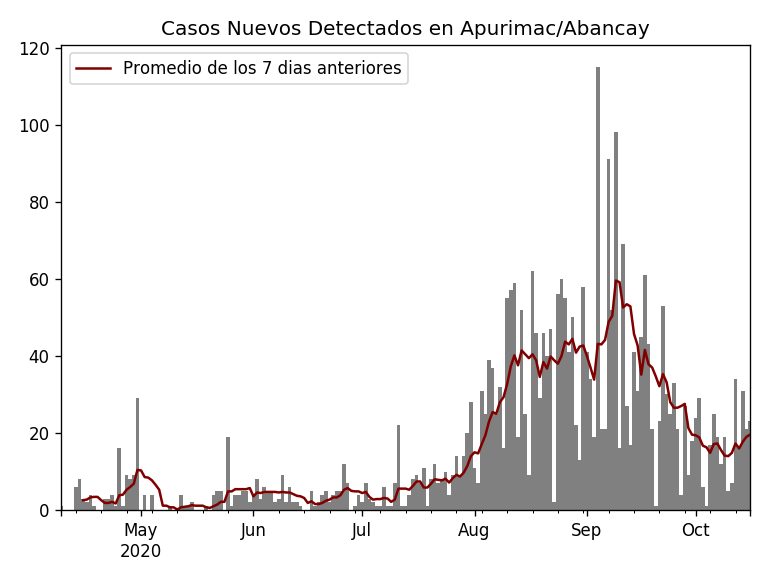 Casos Nuevos Detectados en Apurimac/Abancay
Promedio de los 7 dias anteriores
120
100
80
60
40
20
0
May Jun Jul Aug Sep Oct
2020